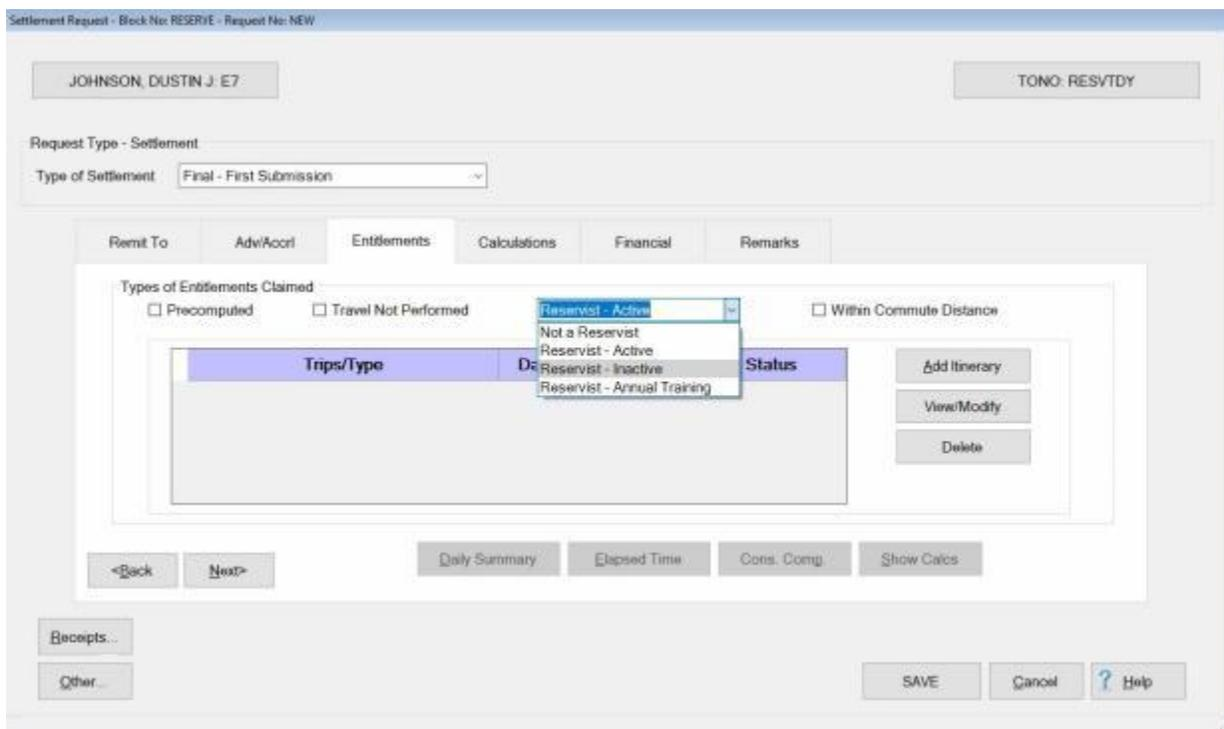 Settlement Request - Block No: RESERVE - Request No: NEW
JOHNSON, DUSTIN J: E7
TONO: RESVTDY
Request Type - Settlement
Type of Settlement Final - First Submission
Remit To Adv/Accrl Entitlements Calculations Financial Remarks
Types of Entitlements Claimed
Precomputed Travel Not Performed Reservist - Active Within Commute Distance
Not a Reservist
Reservist - Active
Trips/Type Da Reservist - Inactive Status Add Itinerary
Reservist - Annual Training
View/Modify
Delete
Daily Summary Elapsed Time Cons. Comp. Show Calcs
<Back Next>
Receipts...
Other... SAVE Cancel ? Help